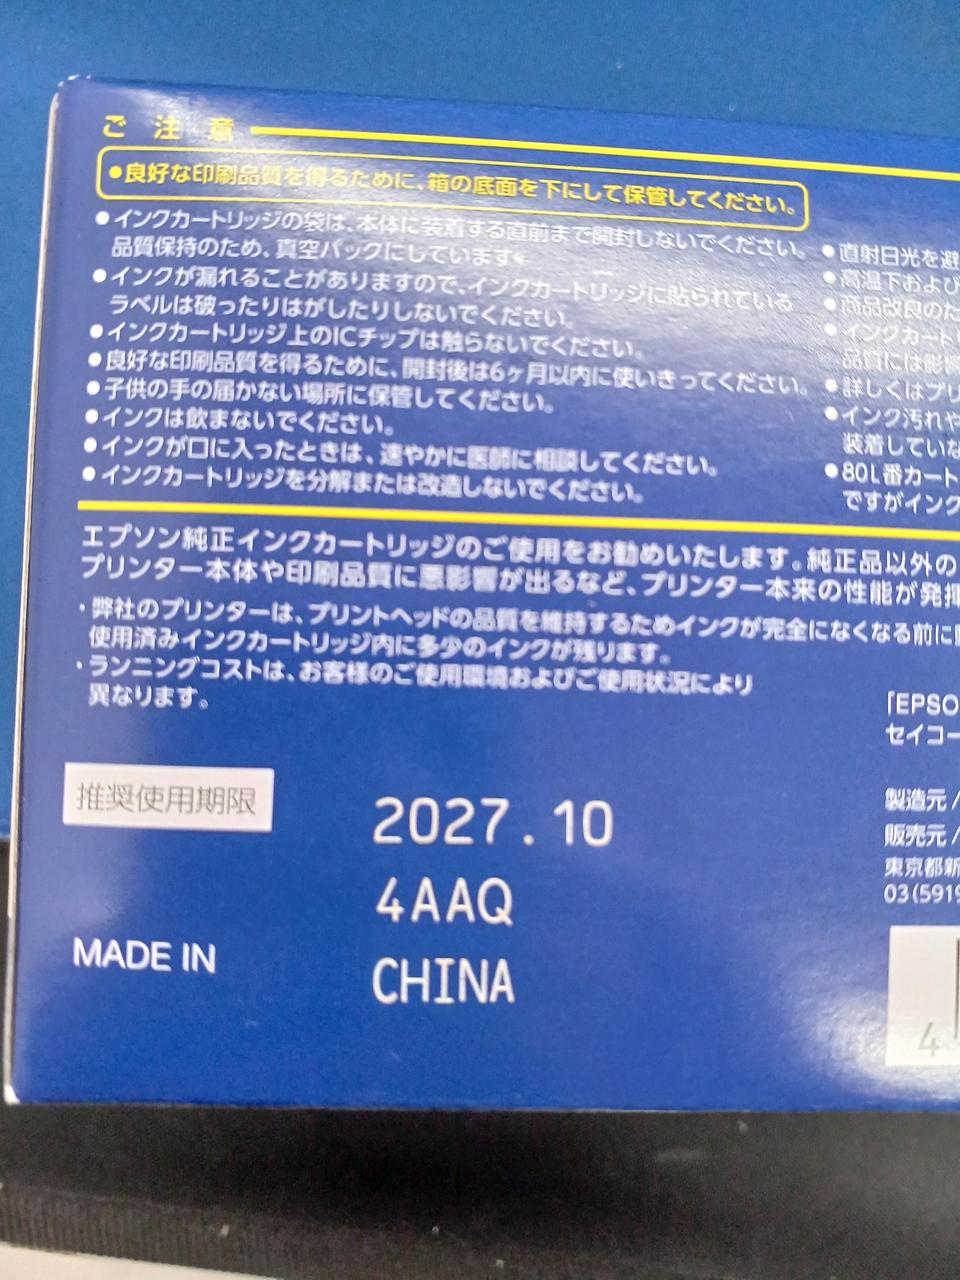 ご注意
●良好な印刷品質を得るために、箱の底面を下にして保管してください。
●インクカートリッジの袋は、本体に装着する直前まで開封しないでください。
品質保持のため、真空パックにしています。
●インクが漏れることがありますので、インクカートリッジに貼られている
ラベルは破ったりはがしたりしないでください。
●インクカートリッジ上のICチップは触らないでください。
●良好な印刷品質を得るために、開封後は6ヶ月以内に使いきってください。
●子供の手の届かない場所に保管してください。
●インクは飲まないでください。
●インクが口に入ったときは、速やかに医師に相談してください。
●インクカートリッジを分解または改造しないでください。
●直射日光を避
●高温下および
●商品改良のた
●インクカート
品質には影響
●詳しくはプリ
●インク汚れや
装着していな
●80L番カート
ですがインク
エプソン純正インクカートリッジのご使用をお勧めいたします。純正品以外の
プリンター本体や印刷品質に悪影響が出るなど、プリンター本来の性能が発揮
・弊社のプリンターは、プリントヘッドの品質を維持するためインクが完全になくなる前に
使用済みインクカートリッジ内に多少のインクが残ります。
・ランニングコストは、お客様のご使用環境およびご使用状況により
異なります。
「EPSO
セイコー
推奨使用期限
2027.10
4AAQ
MADE IN
CHINA
製造元/
販売元/
東京都新
03(5919
4